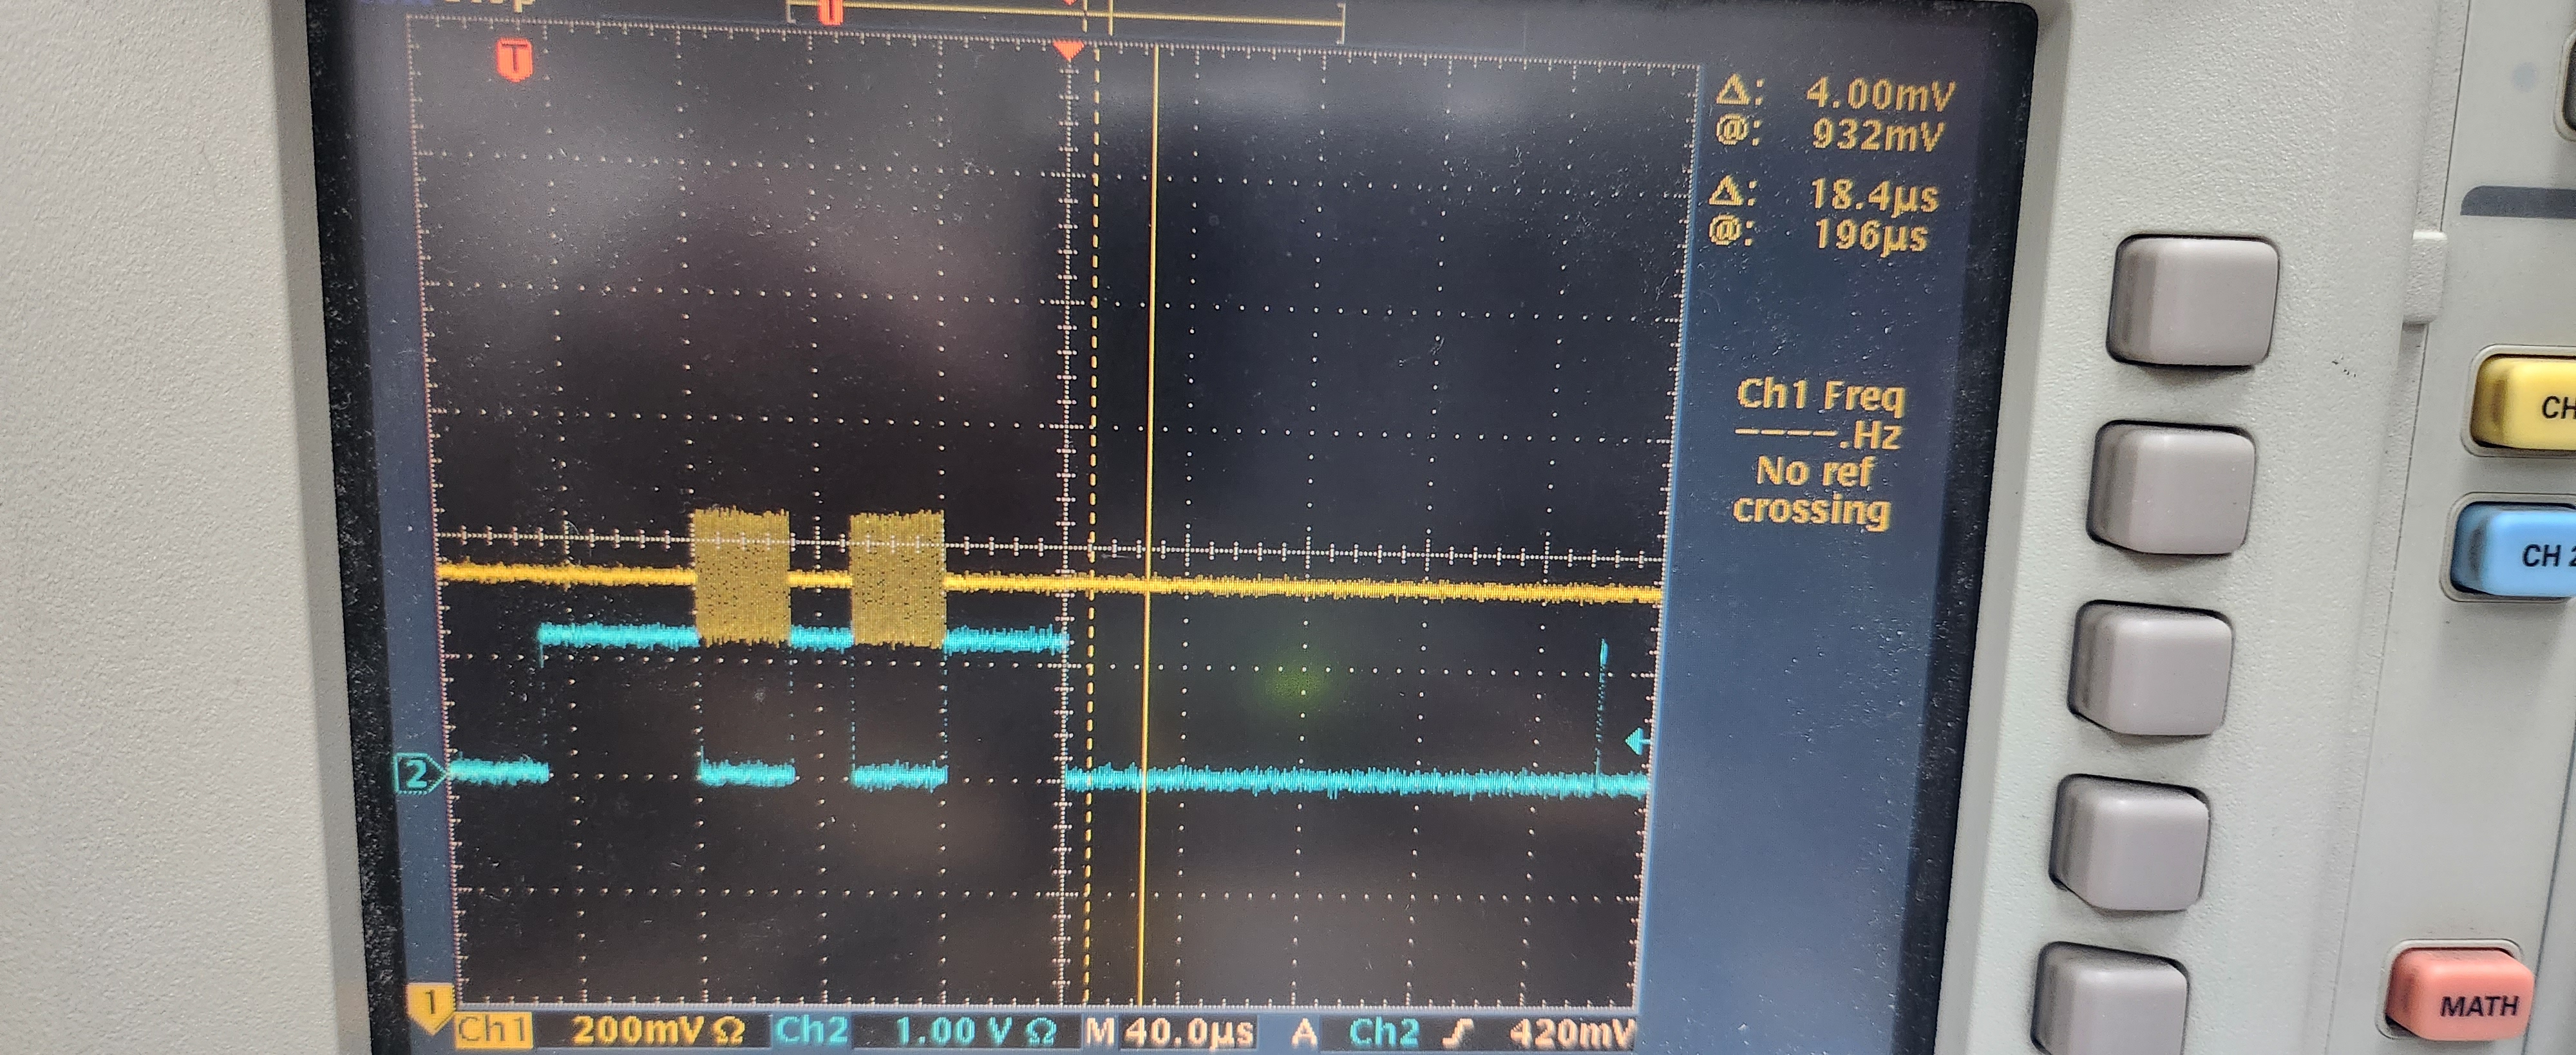 T
Δ: 4.00mV
@: 932mV
Δ: 18.4µs
@: 196µs
Ch1 Freq
----.Hz
No ref
crossing
CH
CH 2
2
1
Ch1 200mV Ω Ch2 1.00 V Ω M 40.0µs A Ch2 ƒ 420mV
MATH